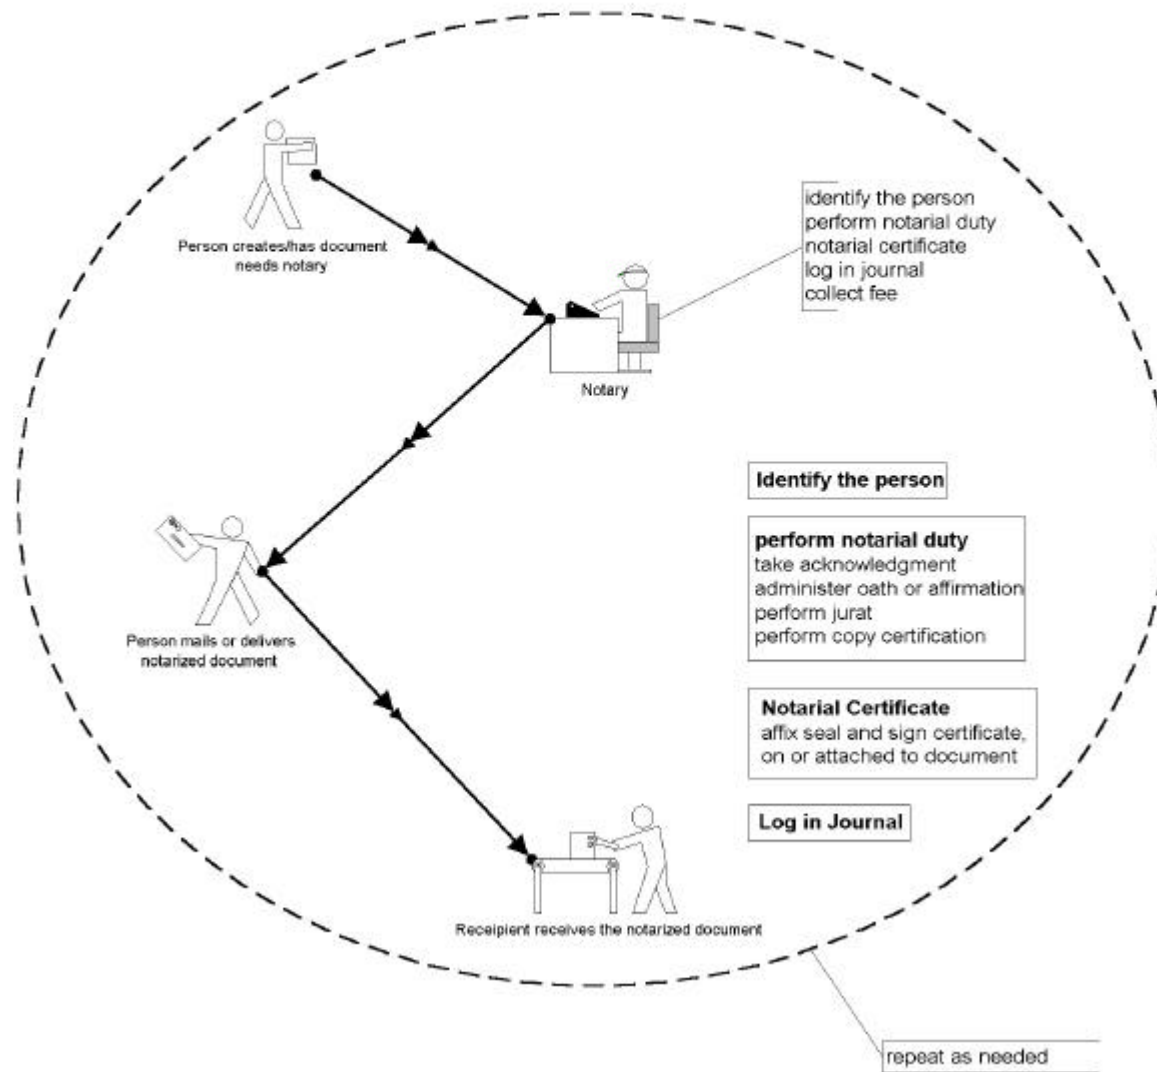 Person creates/has document
needs notary
identify the person
perform notarial duty
notarial certificate
log in journal
collect fee
Notary
Identify the person
perform notarial duty
take acknowledgment
administer oath or affirmation
perform jurat
perform copy certification
Person mails or delivers
notarized document
Notarial Certificate
affix seal and sign certificate,
on or attached to document
Log in Journal
Receipient receives the notarized document
repeat as needed